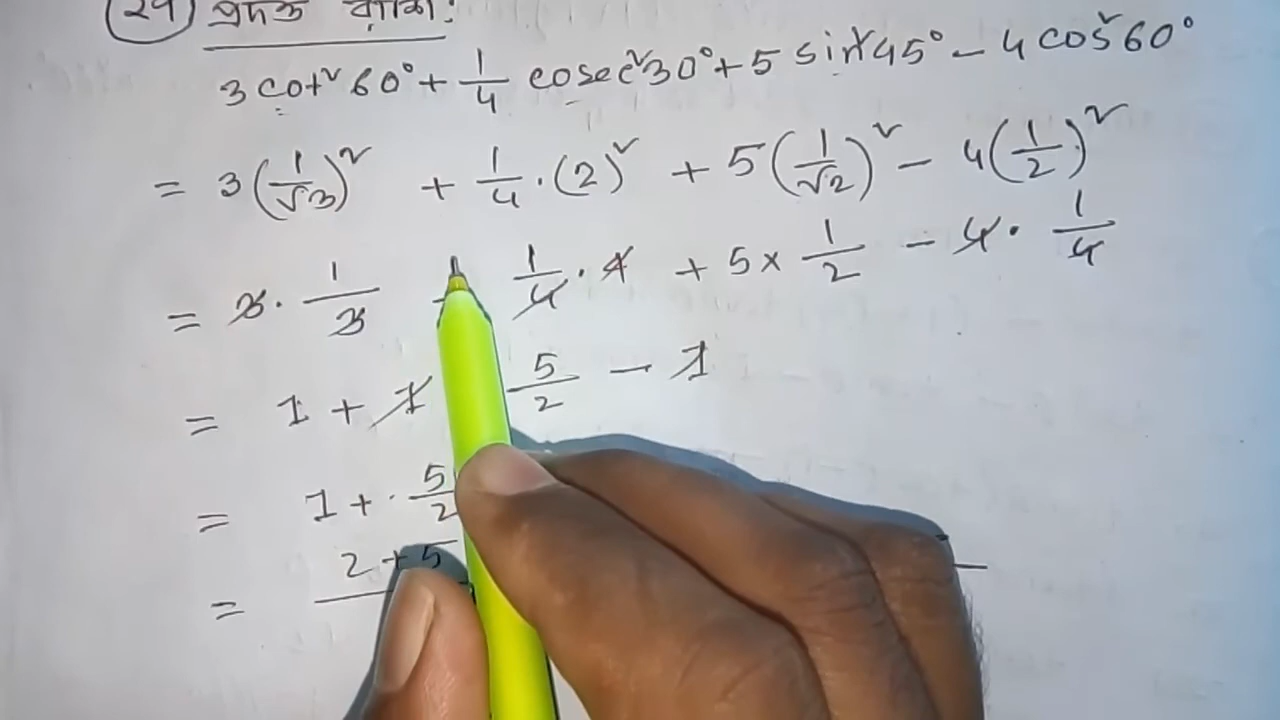 ২৭) প্রদত্ত রাশি:
3 cot² 60° + 1/4 cosec² 30° + 5 sin² 45° − 4 cos² 60°
= 3(1/√3)² + 1/4 · (2)² + 5(1/√2)² − 4(1/2)²
= 3 · 1/3 1/4 · 4 + 5 × 1/2 − 4 · 1/4
= 1 + 1 5/2 − 1
= 1 + 5/2
= 2 + 5